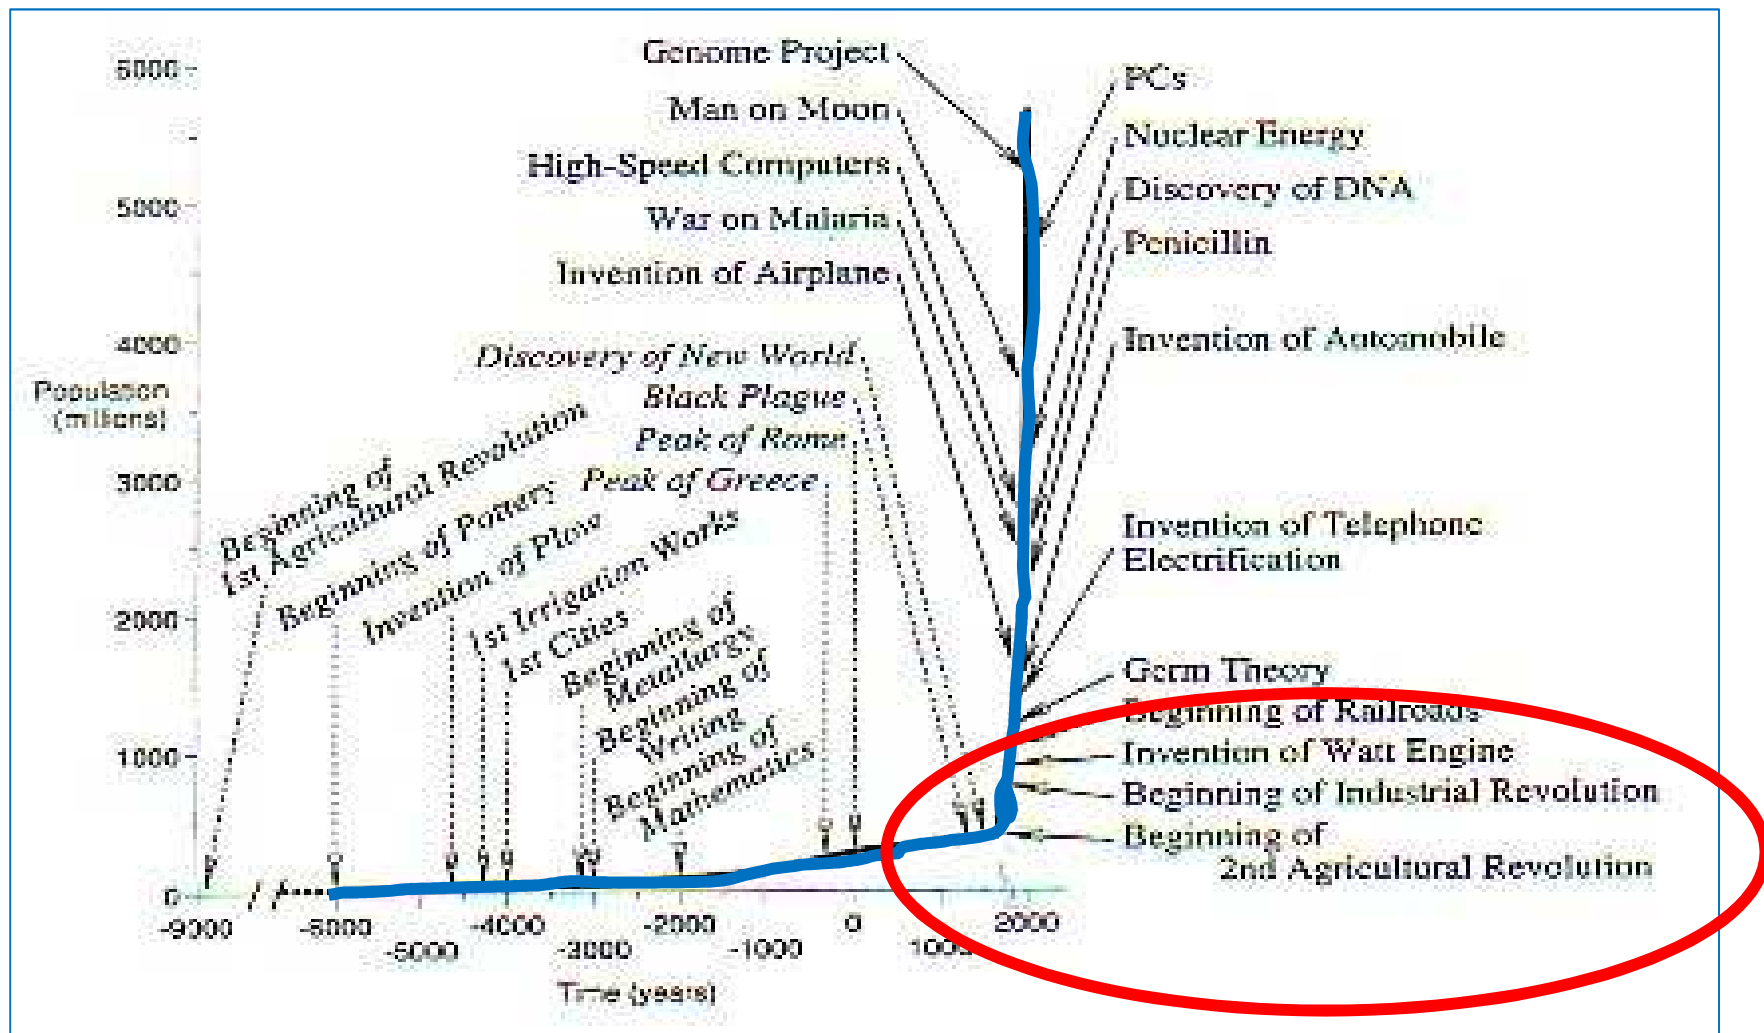 Genome Project
Man on Moon
High-Speed Computers
War on Malaria
Invention of Airplane
Discovery of New World
Black Plague
Peak of Rome
Peak of Greece
Beginning of
1st Agricultural Revolution
Beginning of Pottery
Invention of Plow
1st Irrigation Works
1st Cities
Beginning of
Metallurgy
Beginning of
Writing
Beginning of
Mathematics
PCs
Nuclear Energy
Discovery of DNA
Penicillin
Invention of Automobile
Invention of Telephone
Electrification
Germ Theory
Beginning of Railroads
Invention of Watt Engine
Beginning of Industrial Revolution
Beginning of
2nd Agricultural Revolution
Population
(millions)
6000
5000
4000
3000
2000
1000
0
-9000
-6000
-5000
-4000
-3000
-2000
-1000
0
1000
2000
Time (years)